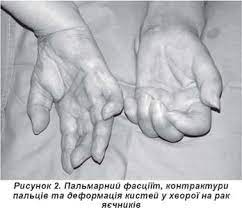 Рисунок 2. Пальмарний фасціїт, контрактури
пальців та деформація кистей у хворої на рак
яєчників